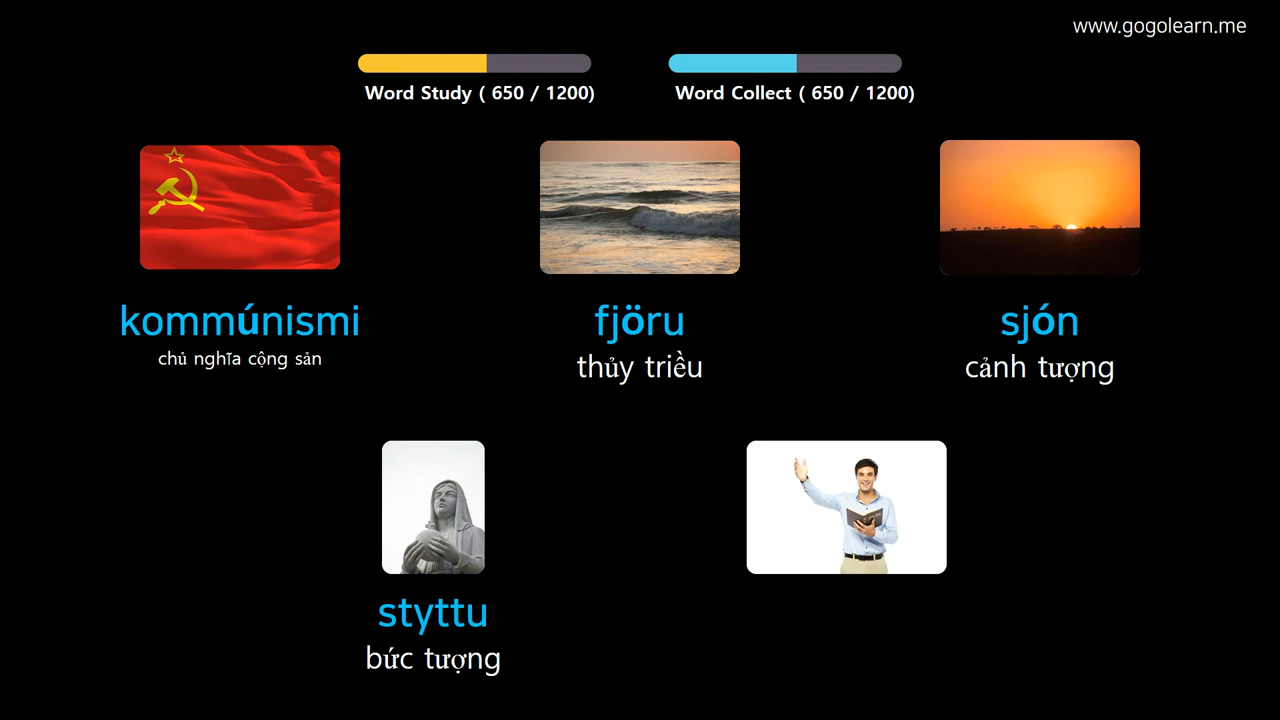 www.gogolearn.me
Word Study ( 650 / 1200)
Word Collect ( 650 / 1200)
kommúnismi
chủ nghĩa cộng sản
fjöru
thủy triều
sjón
cảnh tượng
styttu
bức tượng